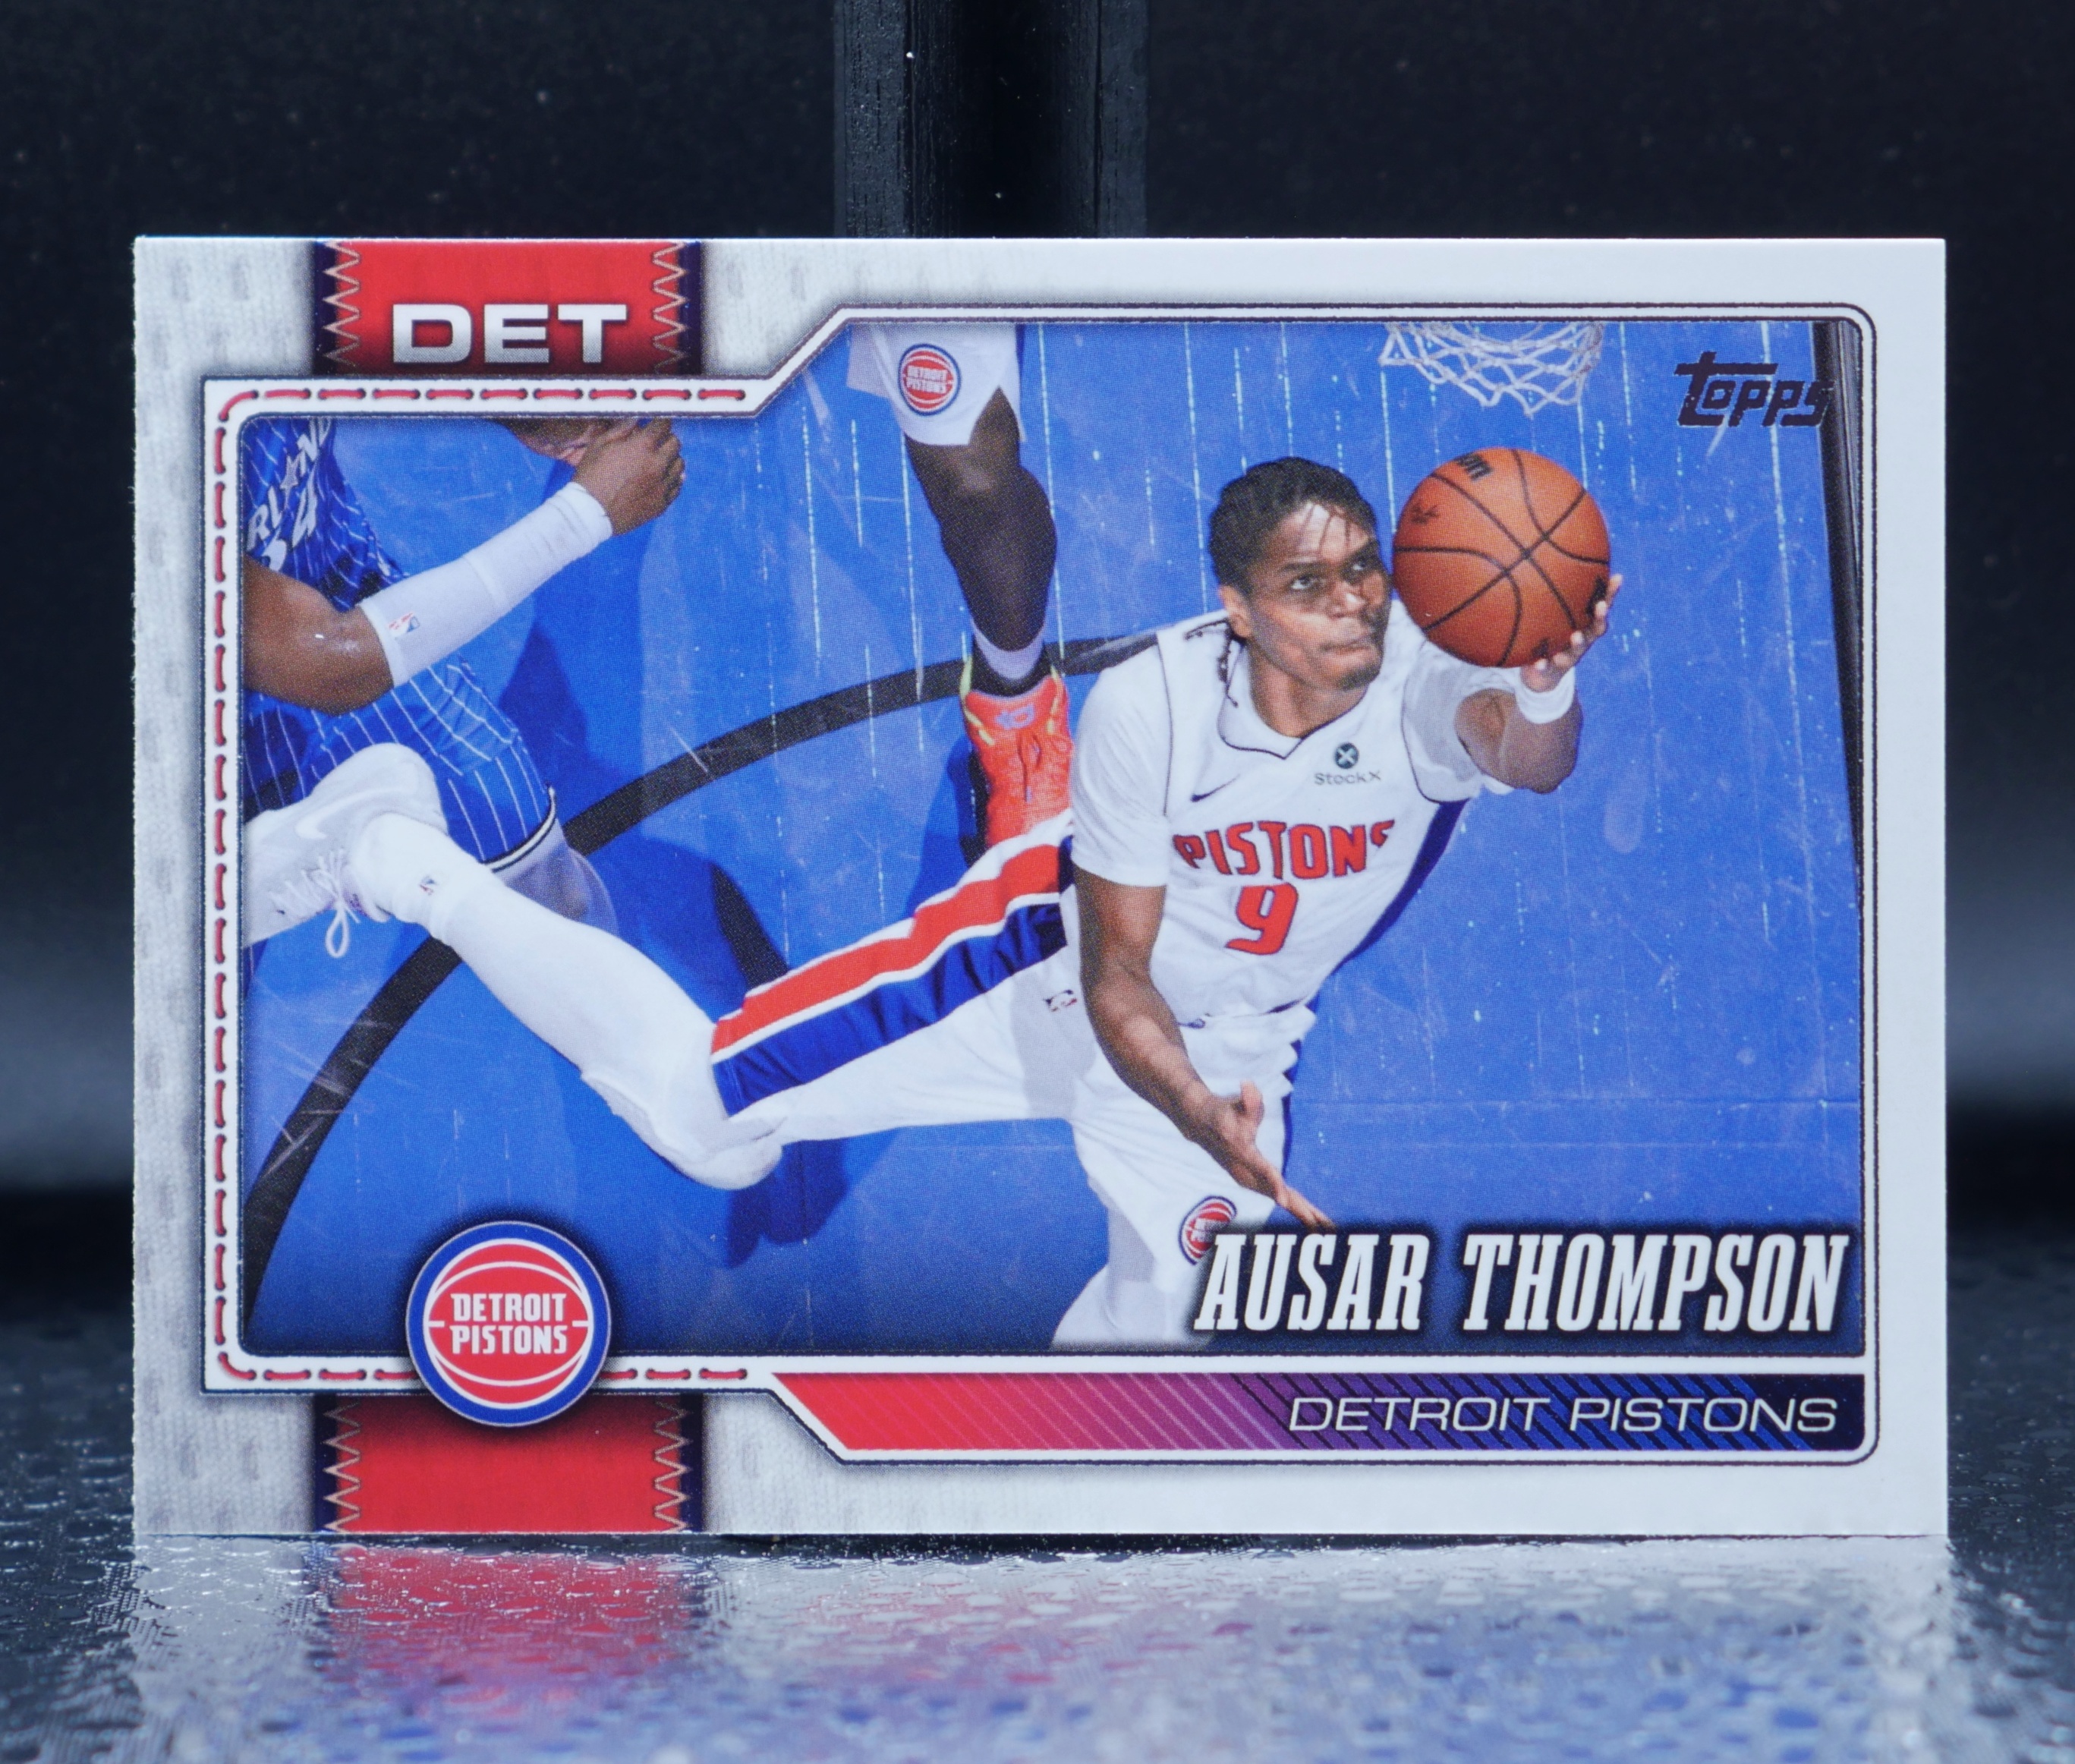 DET
topps
DETROIT
PISTONS
StockX
PISTONS
9
DETROIT
PISTONS
AUSAR THOMPSON
DETROIT PISTONS